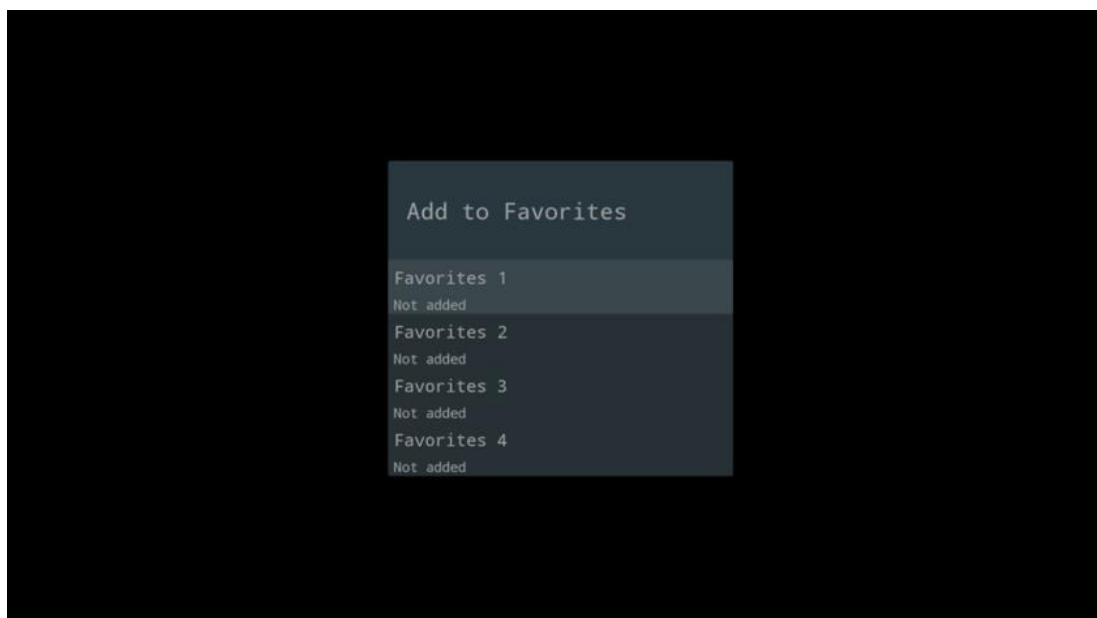 Add to Favorites
Favorites 1
Not added
Favorites 2
Not added
Favorites 3
Not added
Favorites 4
Not added